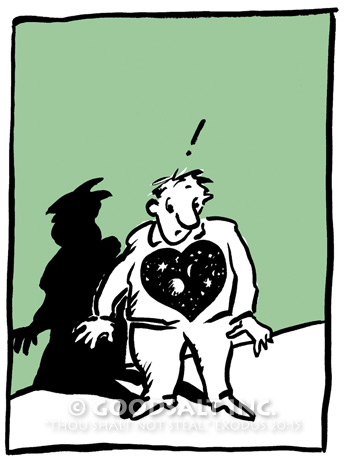 !
© GOODSALT INC.
"THOU SHALT NOT STEAL" EXODUS 20:15